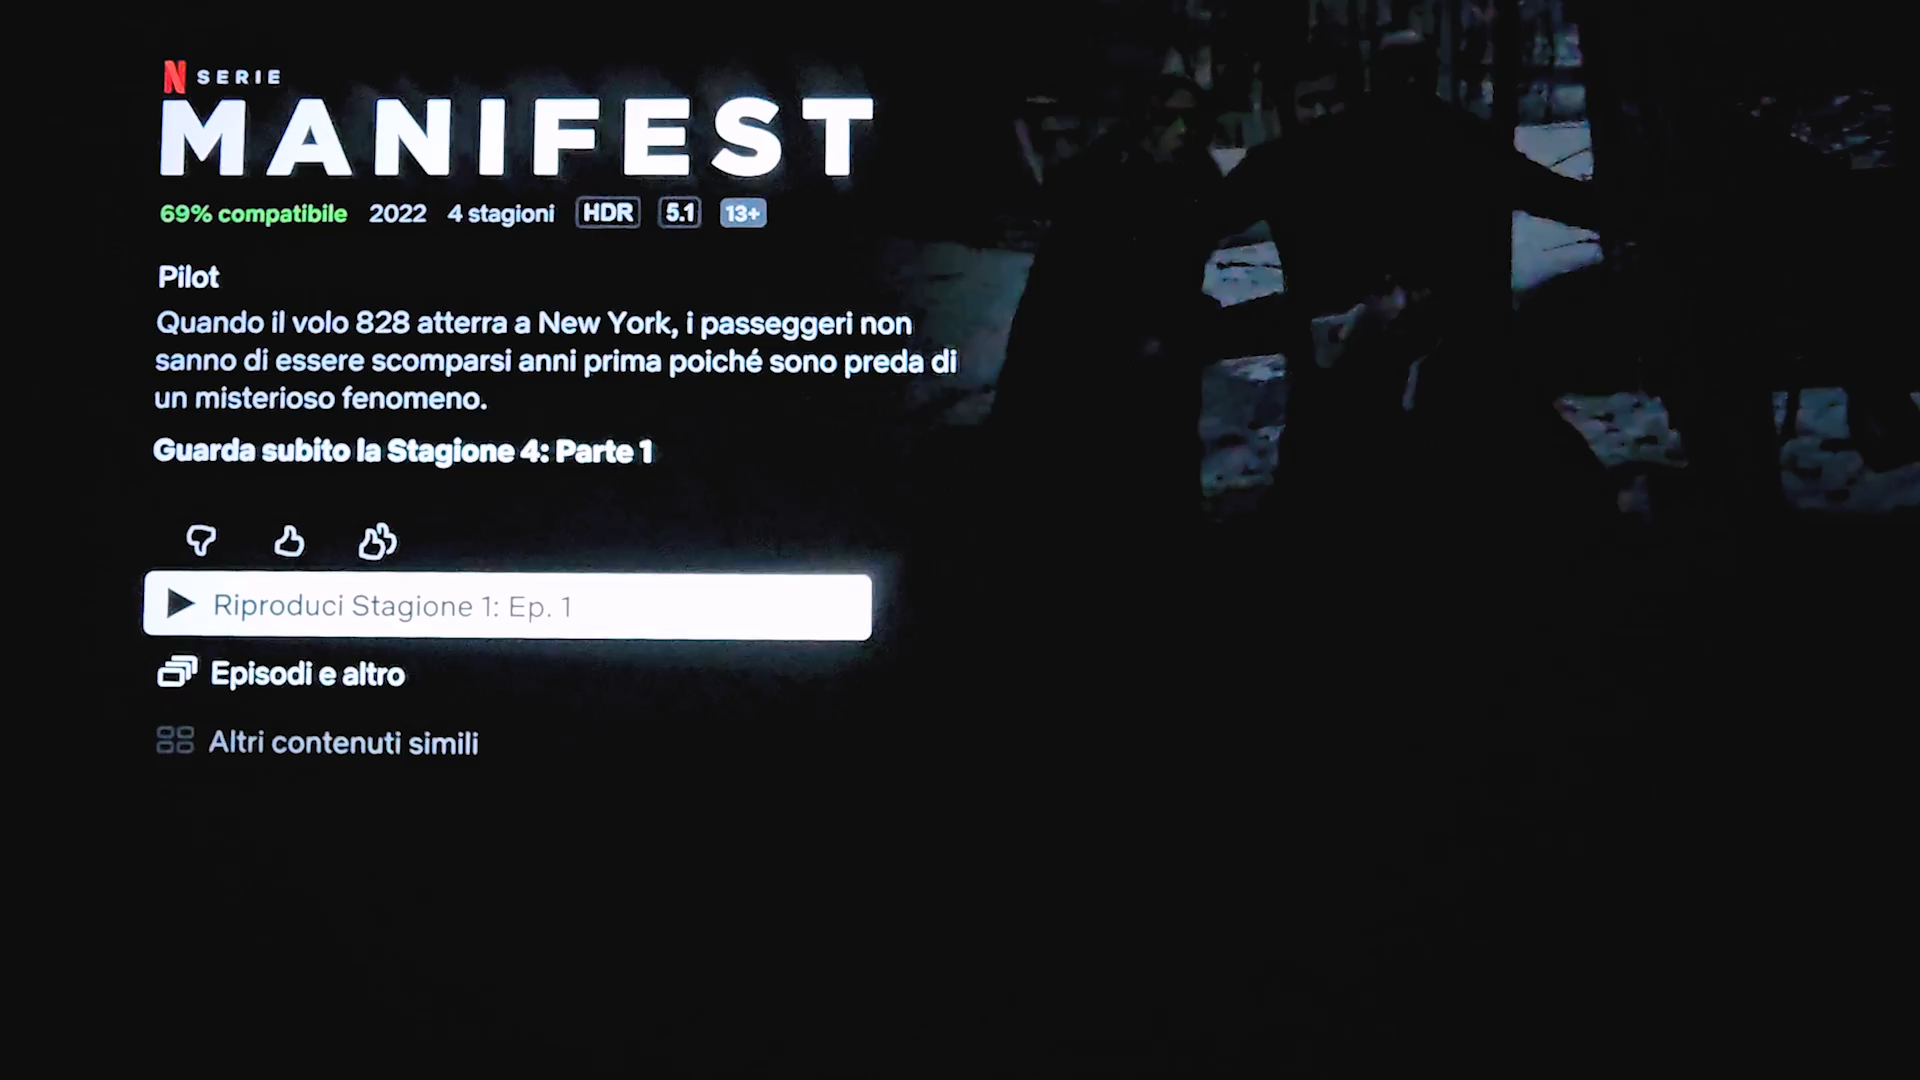 N SERIE
MANIFEST
69% compatibile 2022 4 stagioni HDR 5.1 13+
Pilot
Quando il volo 828 atterra a New York, i passeggeri non
sanno di essere scomparsi anni prima poiché sono preda di
un misterioso fenomeno.
Guarda subito la Stagione 4: Parte 1
Riproduci Stagione 1: Ep. 1
Episodi e altro
Altri contenuti simili